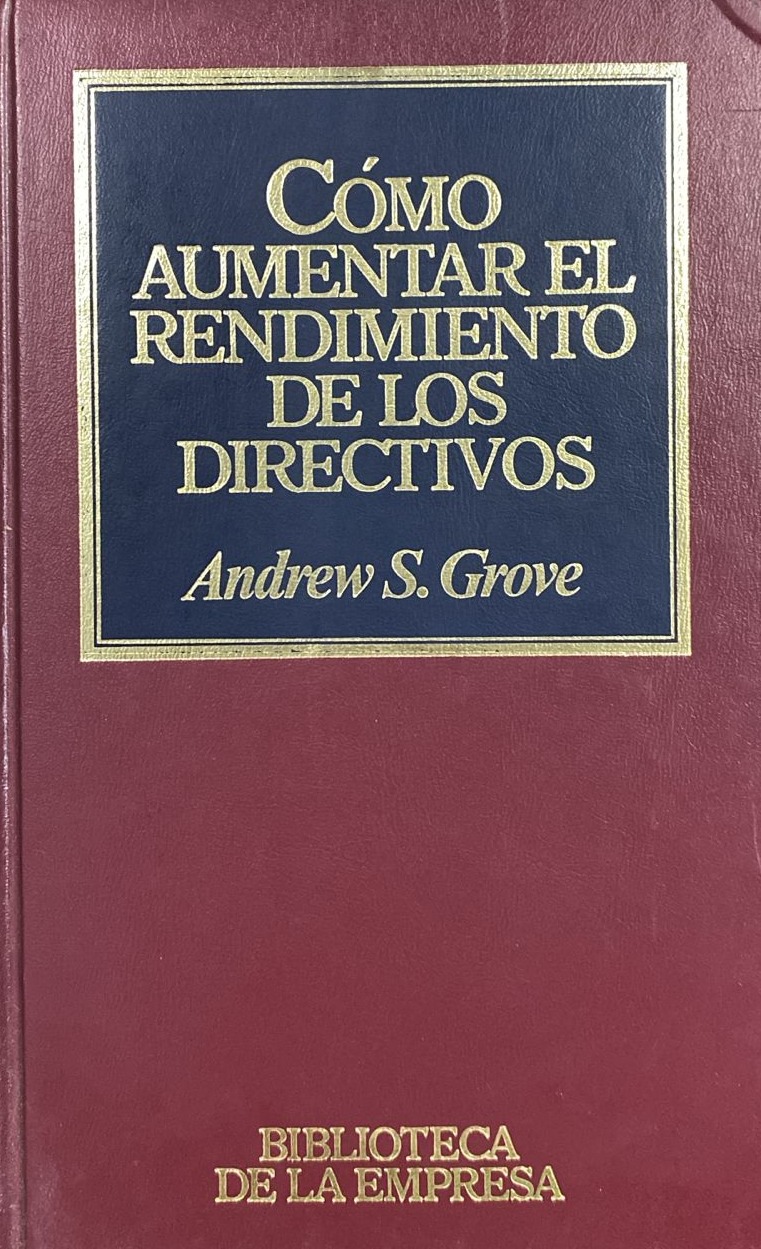 CÓMO
AUMENTAR EL
RENDIMIENTO
DE LOS
DIRECTIVOS
Andrew S. Grove
BIBLIOTECA
DE LA EMPRESA